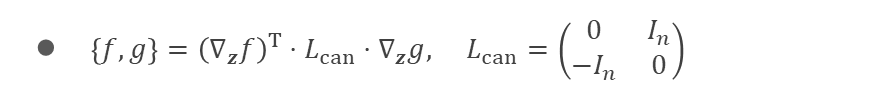 ● {f, g} = (∇_z f)^T · L_can · ∇_z g, L_can = ( 0 I_n −I_n 0 )